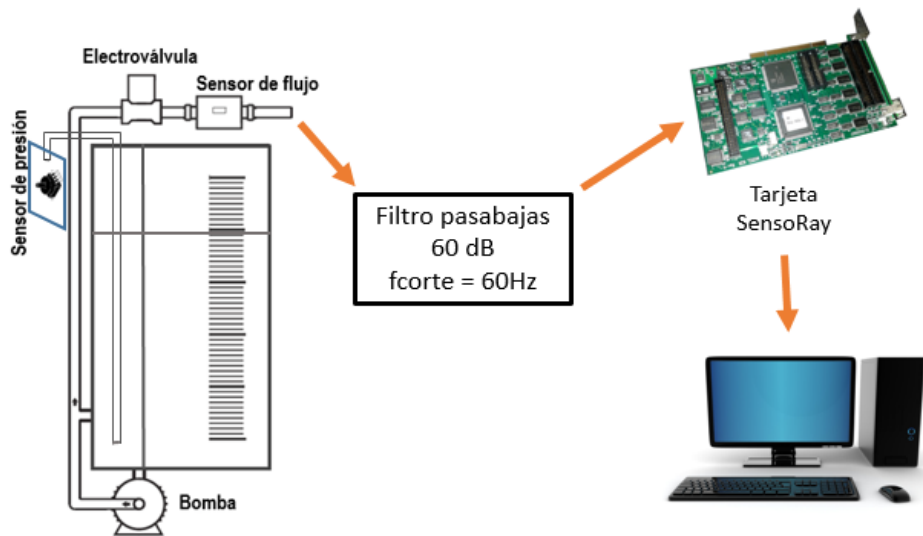 Electroválvula
Sensor de flujo
Sensor de presión
Filtro pasabajas
60 dB
fcorte = 60Hz
Tarjeta
SensoRay
Bomba